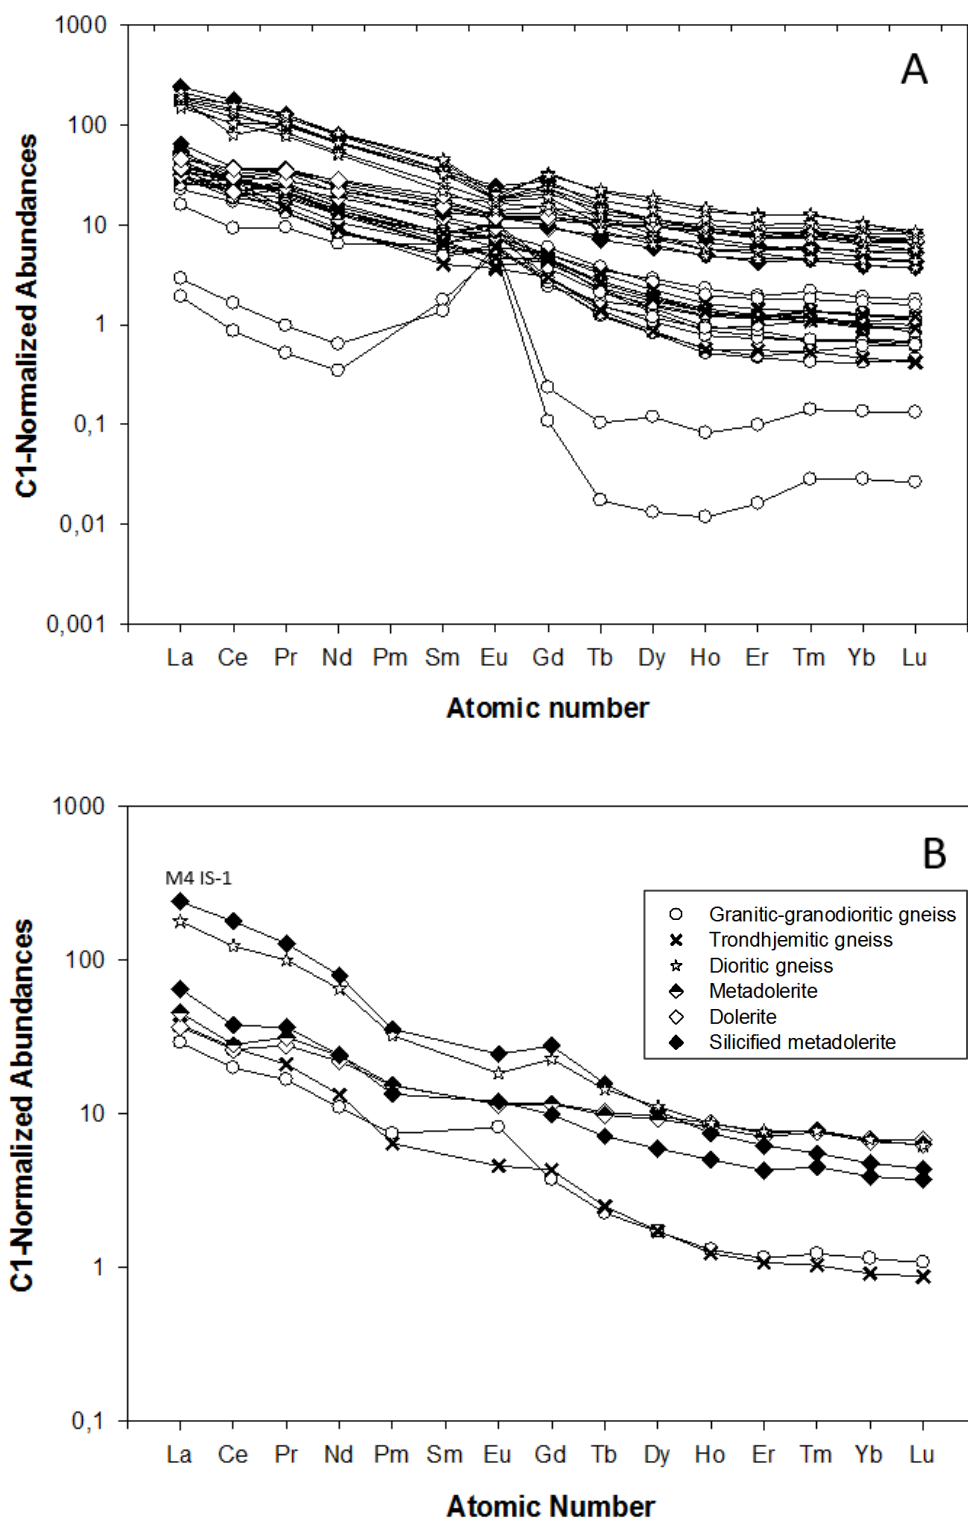 A
C1-Normalized Abundances
1000
100
10
1
0,1
0,01
0,001
La Ce Pr Nd Pm Sm Eu Gd Tb Dy Ho Er Tm Yb Lu
Atomic number
B
C1-Normalized Abundances
1000
100
10
1
0,1
M4 IS-1
Granitic-granodioritic gneiss
Trondhjemitic gneiss
Dioritic gneiss
Metadolerite
Dolerite
Silicified metadolerite
La Ce Pr Nd Pm Sm Eu Gd Tb Dy Ho Er Tm Yb Lu
Atomic Number